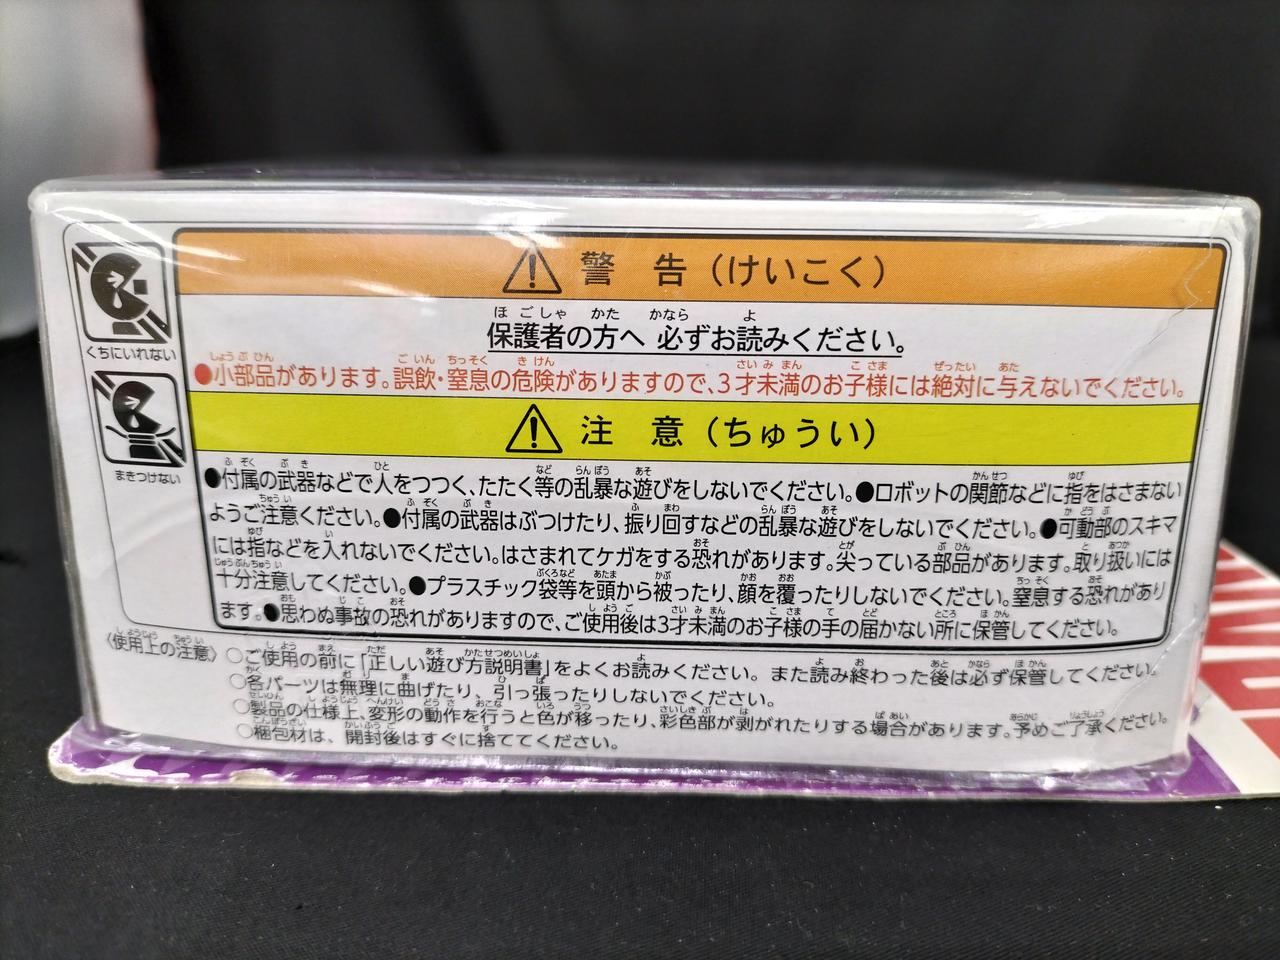 くちにいれない
まきつけない
警 告（けいこく）
保護者の方へ 必ずお読みください。
●小部品があります。誤飲・窒息の危険がありますので、3才未満のお子様には絶対に与えないでください。
注 意（ちゅうい）
●付属の武器などで人をつつく、たたく等の乱暴な遊びをしないでください。●ロボットの関節などに指をはさまない
ようご注意ください。●付属の武器はぶつけたり、振り回すなどの乱暴な遊びをしないでください。●可動部のスキマ
には指などを入れないでください。はさまれてケガをする恐れがあります。尖っている部品があります。取り扱いには
十分注意してください。●プラスチック袋等を頭から被ったり、顔を覆ったりしないでください。窒息する恐れがあり
ます。●思わぬ事故の恐れがありますので、ご使用後は3才未満のお子様の手の届かない所に保管してください。
〈使用上の注意〉○ご使用の前に「正しい遊び方説明書」をよくお読みください。また読み終わった後は必ず保管してください。
○各パーツは無理に曲げたり、引っ張ったりしないでください。
○製品の仕様上、変形の動作を行うと色が移ったり、彩色部が剥がれたりする場合があります。予めご了承ください。
○梱包材は、開封後はすぐに捨ててください。